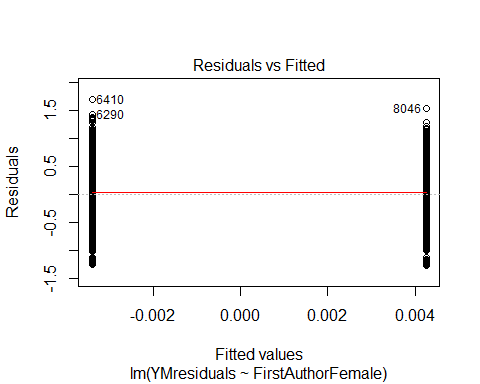 Residuals vs Fitted
6410
6290
8046
1.5
0.5
-0.5
-1.5
Residuals
-0.002
0.000
0.002
0.004
Fitted values
lm(YMresiduals ~ FirstAuthorFemale)